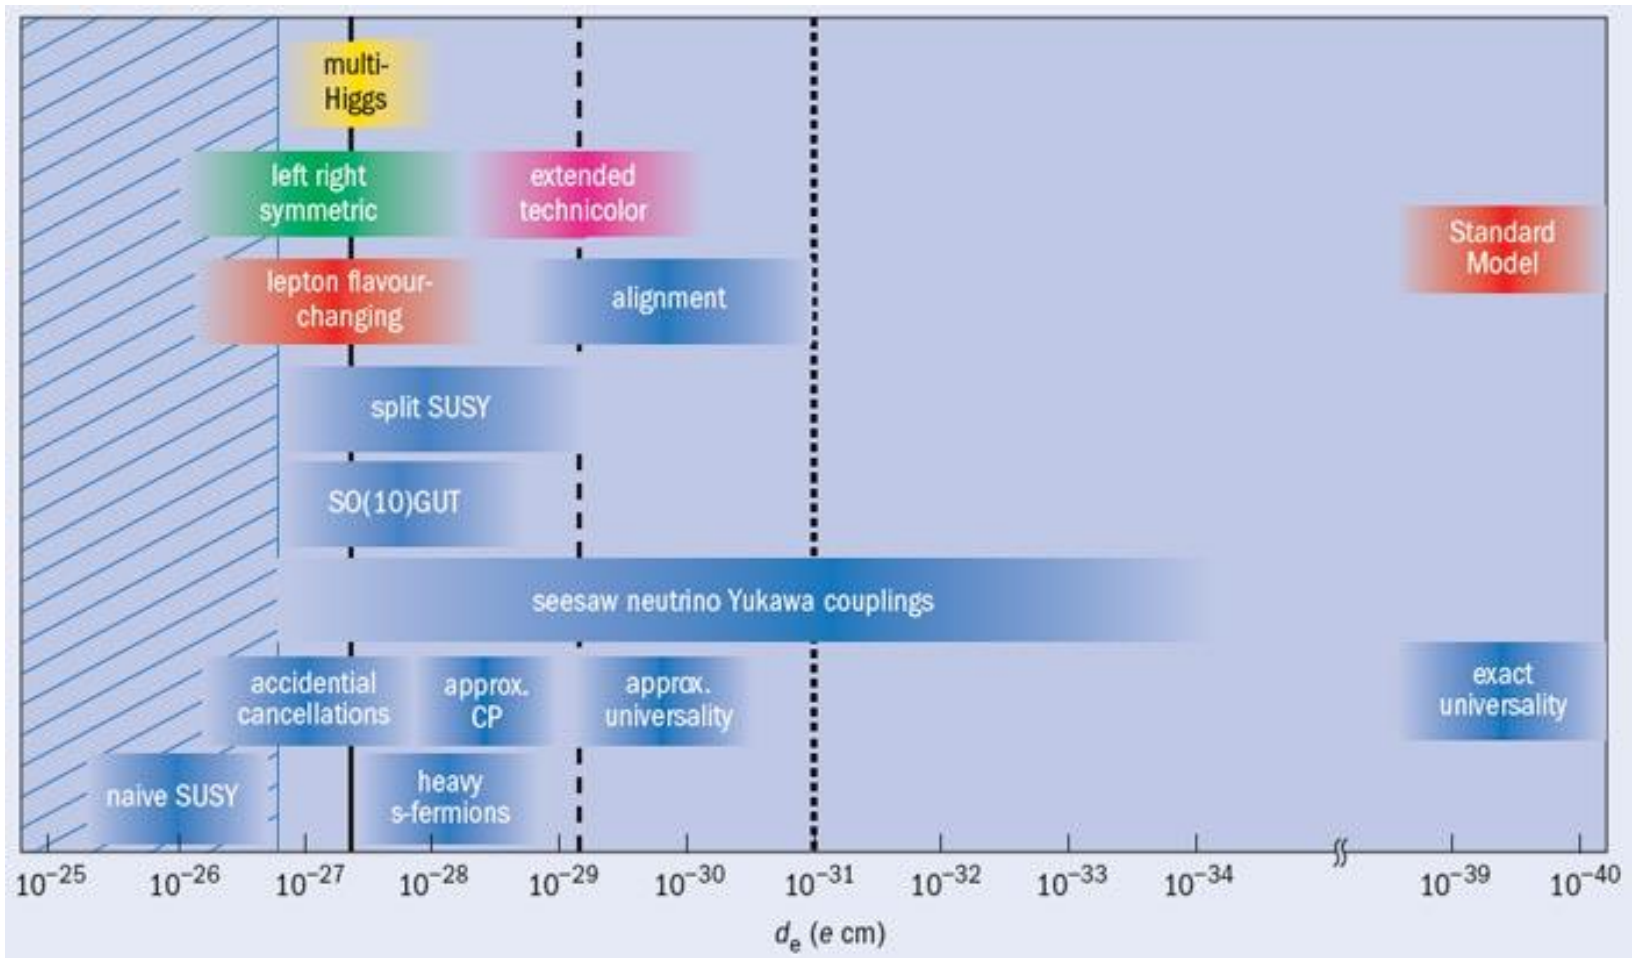 multi-
Higgs
left right
symmetric
extended
technicolor
Standard
Model
lepton flavour-
changing
alignment
split SUSY
SO(10)GUT
seesaw neutrino Yukawa couplings
accidential
cancellations
approx.
CP
approx.
universality
exact
universality
naive SUSY
heavy
s-fermions
10⁻²⁵ 10⁻²⁶ 10⁻²⁷ 10⁻²⁸ 10⁻²⁹ 10⁻³⁰ 10⁻³¹ 10⁻³² 10⁻³³ 10⁻³⁴ 10⁻³⁹ 10⁻⁴⁰
dₑ (e cm)